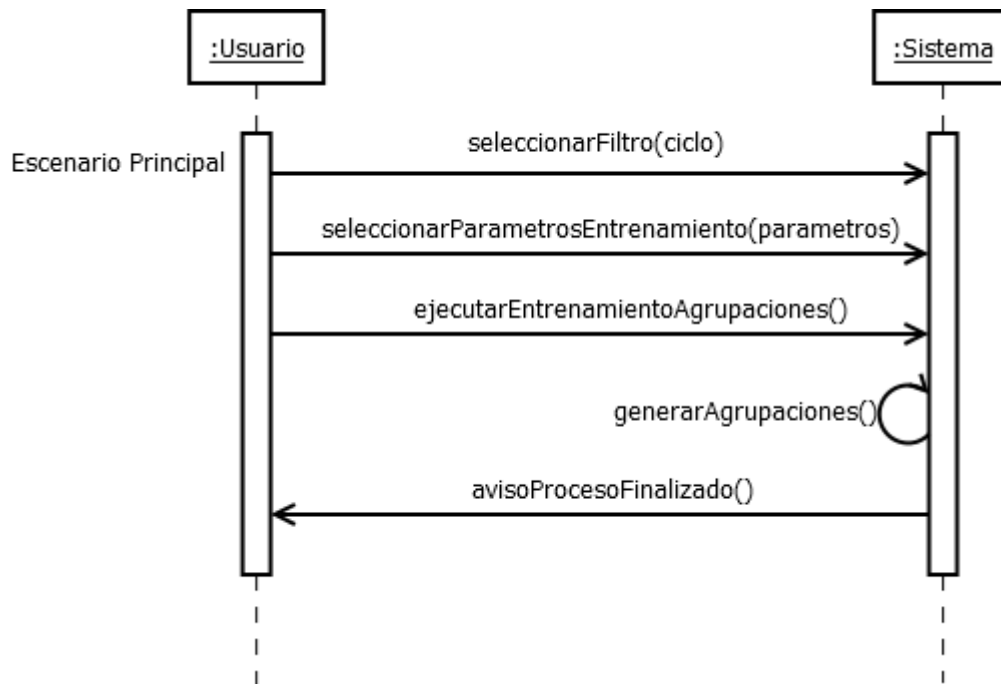 :Usuario
:Sistema
Escenario Principal
seleccionarFiltro(ciclo)
seleccionarParametrosEntrenamiento(parametros)
ejecutarEntrenamientoAgrupaciones()
generarAgrupaciones()
avisoProcesoFinalizado()